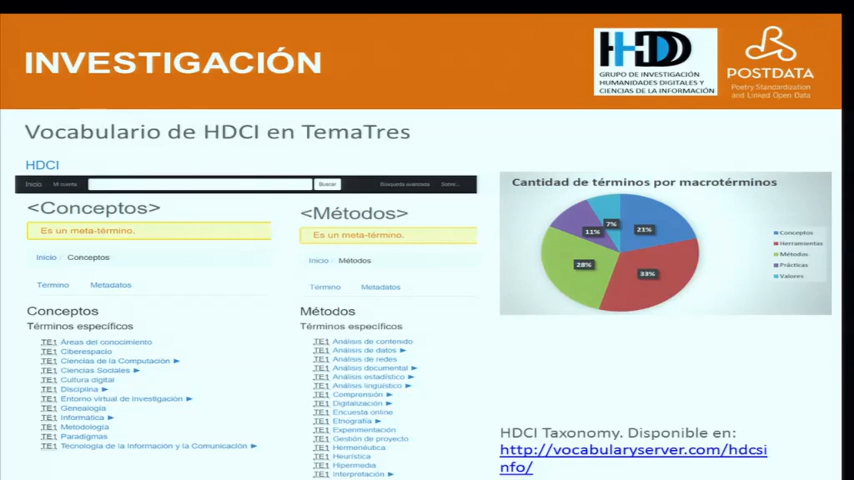 INVESTIGACIÓN
GRUPO DE INVESTIGACIÓN
HUMANIDADES DIGITALES Y
CIENCIAS DE LA INFORMACIÓN
POSTDATA
Poetry Standardization
and Linked Open Data
Vocabulario de HDCI en TemaTres
HDCI
Inicio Mi cuenta Buscar Búsqueda avanzada Sobre...
<Conceptos>
Es un meta-término.
Inicio / Conceptos
Término Metadatos
Conceptos
Términos específicos
TE1 Áreas del conocimiento
TE1 Ciberespacio
TE1 Ciencias de la Computación ►
TE1 Ciencias Sociales ►
TE1 Cultura digital
TE1 Disciplina ►
TE1 Entorno virtual de investigación ►
TE1 Genealogía
TE1 Informática ►
TE1 Metodología
TE1 Paradigmas
TE1 Tecnología de la Información y la Comunicación ►
<Métodos>
Es un meta-término.
Inicio / Métodos
Término Metadatos
Métodos
Términos específicos
TE1 Análisis de contenido
TE1 Análisis de datos ►
TE1 Análisis de redes
TE1 Análisis documental ►
TE1 Análisis estadístico ►
TE1 Análisis lingüístico ►
TE1 Comprensión ►
TE1 Digitalización ►
TE1 Encuesta online
TE1 Etnografía ►
TE1 Experimentación
TE1 Gestión de proyecto
TE1 Hermenéutica
TE1 Heurística
TE1 Hipermedia
TE1 Interpretación ►
Cantidad de términos por macrotérminos
7%
21%
11%
28%
33%
Conceptos
Herramientas
Métodos
Prácticas
Valores
HDCI Taxonomy. Disponible en:
http://vocabularyserver.com/hdcsi
nfo/